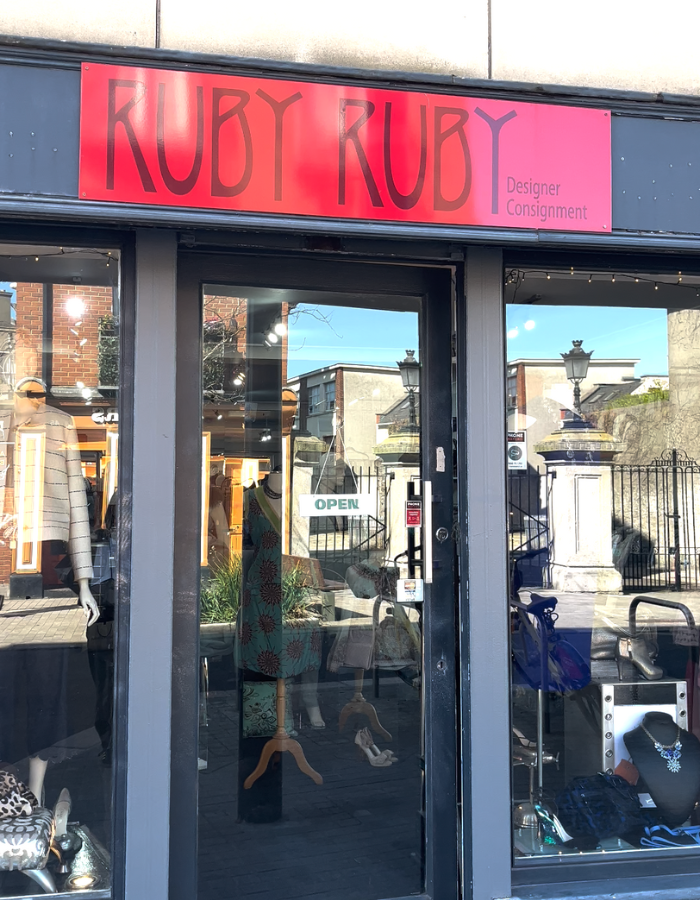 RUBY RUBY
Designer
Consignment
OPEN